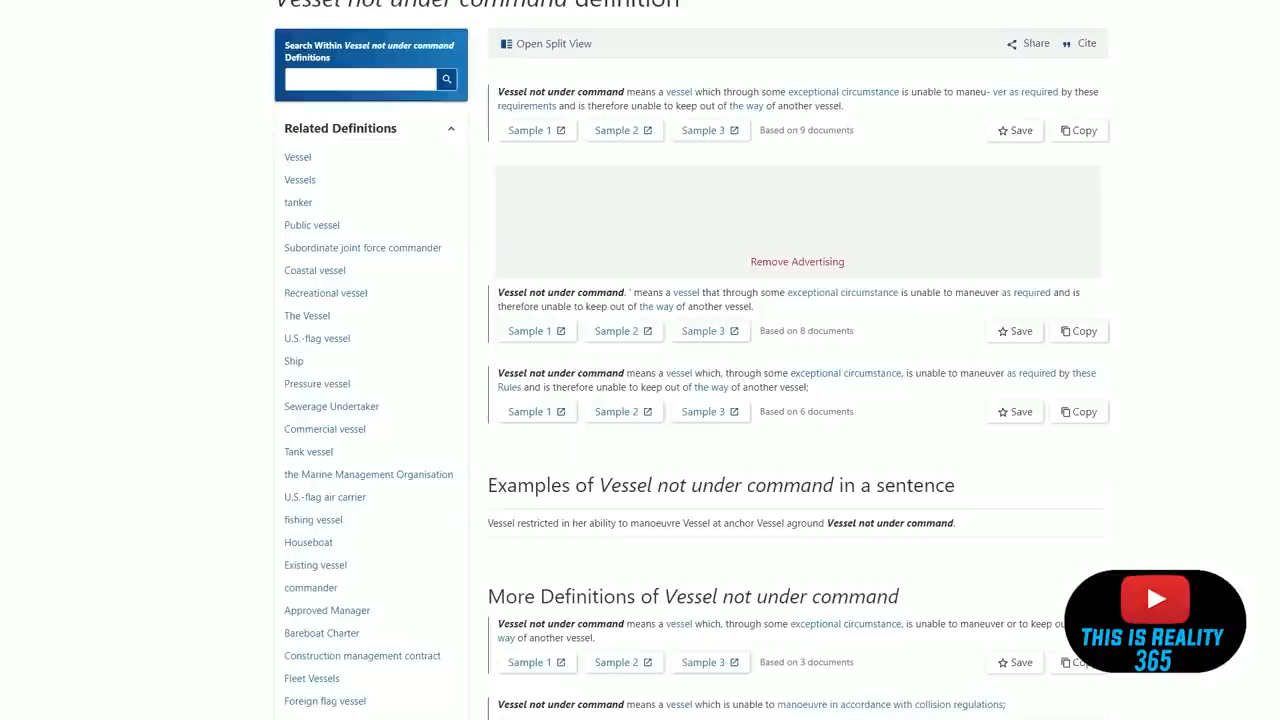 Vessel not under command definition
Search Within Vessel not under command
Definitions
Related Definitions
Vessel
Vessels
tanker
Public vessel
Subordinate joint force commander
Coastal vessel
Recreational vessel
The Vessel
U.S.-flag vessel
Ship
Pressure vessel
Sewerage Undertaker
Commercial vessel
Tank vessel
the Marine Management Organisation
U.S.-flag air carrier
fishing vessel
Houseboat
Existing vessel
commander
Approved Manager
Bareboat Charter
Construction management contract
Fleet Vessels
Foreign flag vessel
Open Split View
Share
Cite
Vessel not under command means a vessel which through some exceptional circumstance is unable to maneu- ver as required by these
requirements and is therefore unable to keep out of the way of another vessel.
Sample 1 Sample 2 Sample 3 Based on 9 documents Save Copy
Remove Advertising
Vessel not under command. ' means a vessel that through some exceptional circumstance is unable to maneuver as required and is
therefore unable to keep out of the way of another vessel.
Sample 1 Sample 2 Sample 3 Based on 8 documents Save Copy
Vessel not under command means a vessel which, through some exceptional circumstance, is unable to maneuver as required by these
Rules and is therefore unable to keep out of the way of another vessel;
Sample 1 Sample 2 Sample 3 Based on 6 documents Save Copy
Examples of Vessel not under command in a sentence
Vessel restricted in her ability to manoeuvre Vessel at anchor Vessel aground Vessel not under command.
More Definitions of Vessel not under command
Vessel not under command means a vessel which, through some exceptional circumstance, is unable to maneuver or to keep
way of another vessel.
Sample 1 Sample 2 Sample 3 Based on 3 documents Save
Vessel not under command means a vessel which is unable to manoeuvre in accordance with collision regulations;
THIS IS REALITY
365